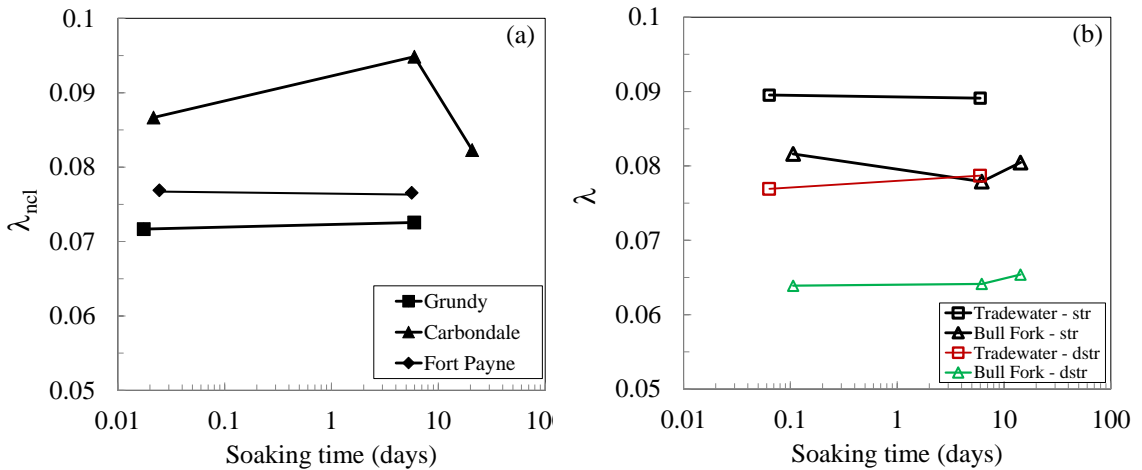 (a)
0.1
0.09
0.08
0.07
0.06
0.05
λncl
0.01 0.1 1 10 100
Soaking time (days)
Grundy
Carbondale
Fort Payne
(b)
0.1
0.09
0.08
0.07
0.06
0.05
λ
0.01 0.1 1 10 100
Soaking time (days)
Tradewater - str
Bull Fork - str
Tradewater - dstr
Bull Fork - dstr